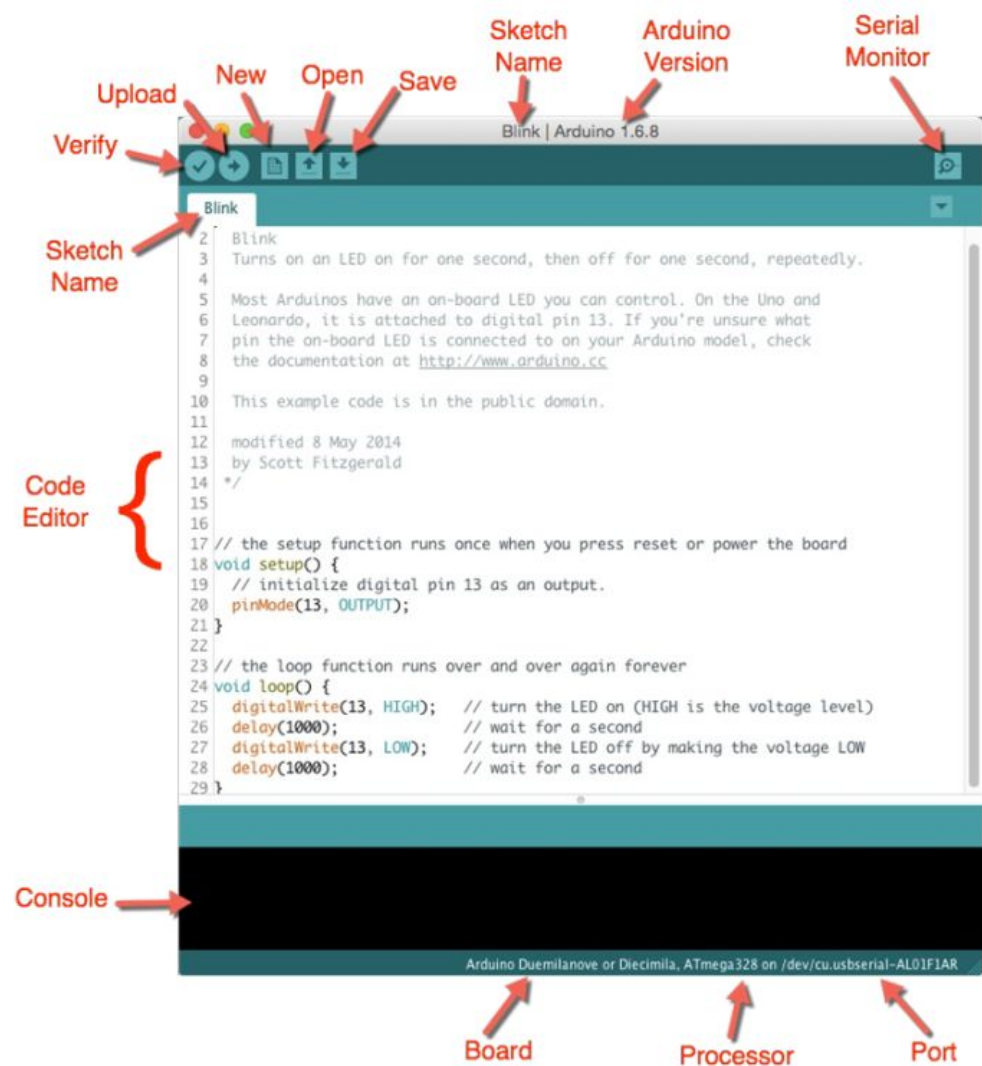 Sketch Name
Arduino Version
Serial Monitor
New
Open
Save
Upload
Verify
Blink | Arduino 1.6.8
Blink
Sketch Name
2 Blink
3 Turns on an LED on for one second, then off for one second, repeatedly.
4
5 Most Arduinos have an on-board LED you can control. On the Uno and
6 Leonardo, it is attached to digital pin 13. If you're unsure what
7 pin the on-board LED is connected to on your Arduino model, check
8 the documentation at http://www.arduino.cc
9
10 This example code is in the public domain.
11
12 modified 8 May 2014
13 by Scott Fitzgerald
14 */
15
16
17 // the setup function runs once when you press reset or power the board
18 void setup() {
19 // initialize digital pin 13 as an output.
20 pinMode(13, OUTPUT);
21 }
22
23 // the loop function runs over and over again forever
24 void loop() {
25 digitalWrite(13, HIGH); // turn the LED on (HIGH is the voltage level)
26 delay(1000); // wait for a second
27 digitalWrite(13, LOW); // turn the LED off by making the voltage LOW
28 delay(1000); // wait for a second
29 }
Code Editor
Console
Arduino Duemilanove or Diecimila, ATmega328 on /dev/cu.usbserial-AL01F1AR
Board
Processor
Port